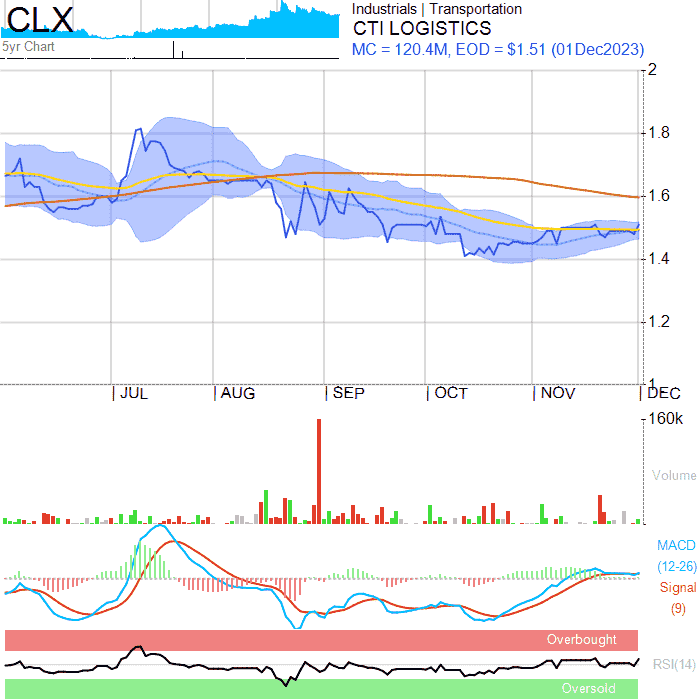 CLX
5yr Chart
Industrials | Transportation
CTI LOGISTICS
MC = 120.4M, EOD = $1.51 (01Dec2023)
2
1.8
1.6
1.4
1.2
1
JUL AUG SEP OCT NOV DEC
160k
Volume
MACD
(12-26)
Signal
(9)
Overbought
RSI(14)
Oversold